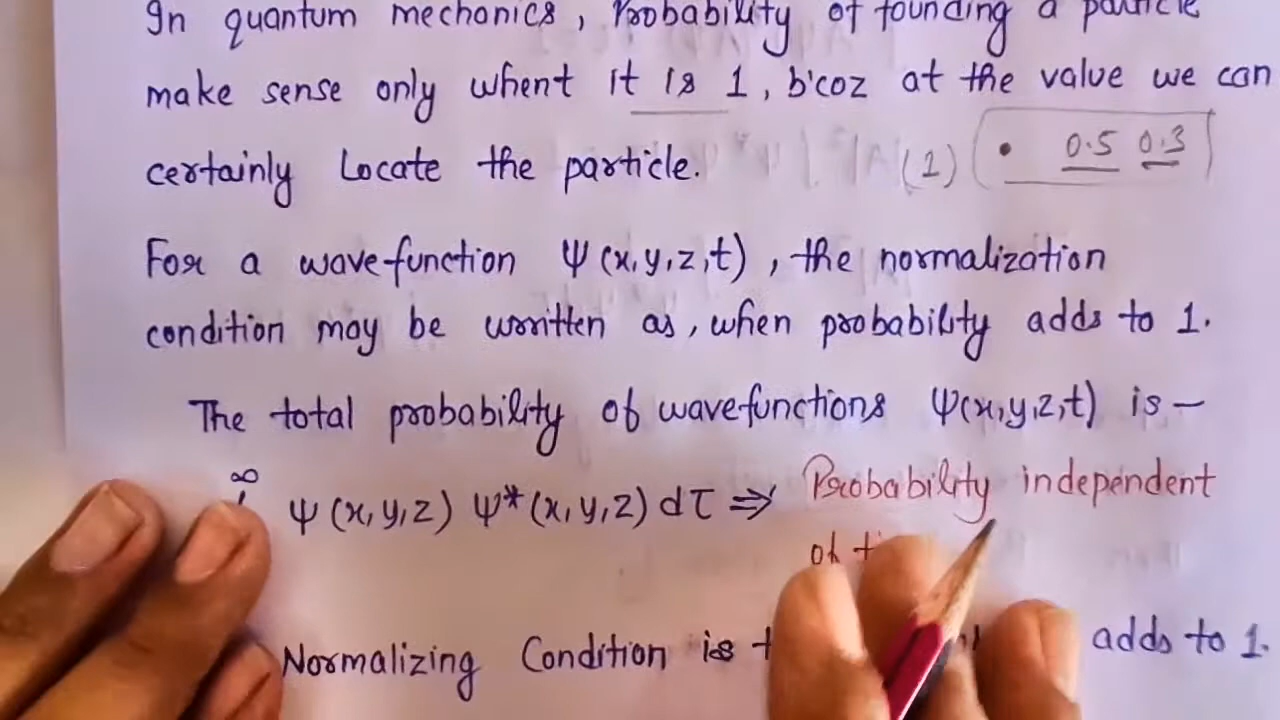 In quantum mechonics, Probability of founding a particle
make sense only whent it is 1, b'coz at the value we can
certainly Locate the particle.
(1) • 0.5 0.3
For a wavefunction Ψ(x,y,z,t), the normalization
condition may be written as, when probability adds to 1.
The total probability of wavefunctions Ψ(x,y,z,t) is —
∞
Ψ(x,y,z) Ψ*(x,y,z) dτ ⇒ Probability independent
of
Normalizing Condition is adds to 1.